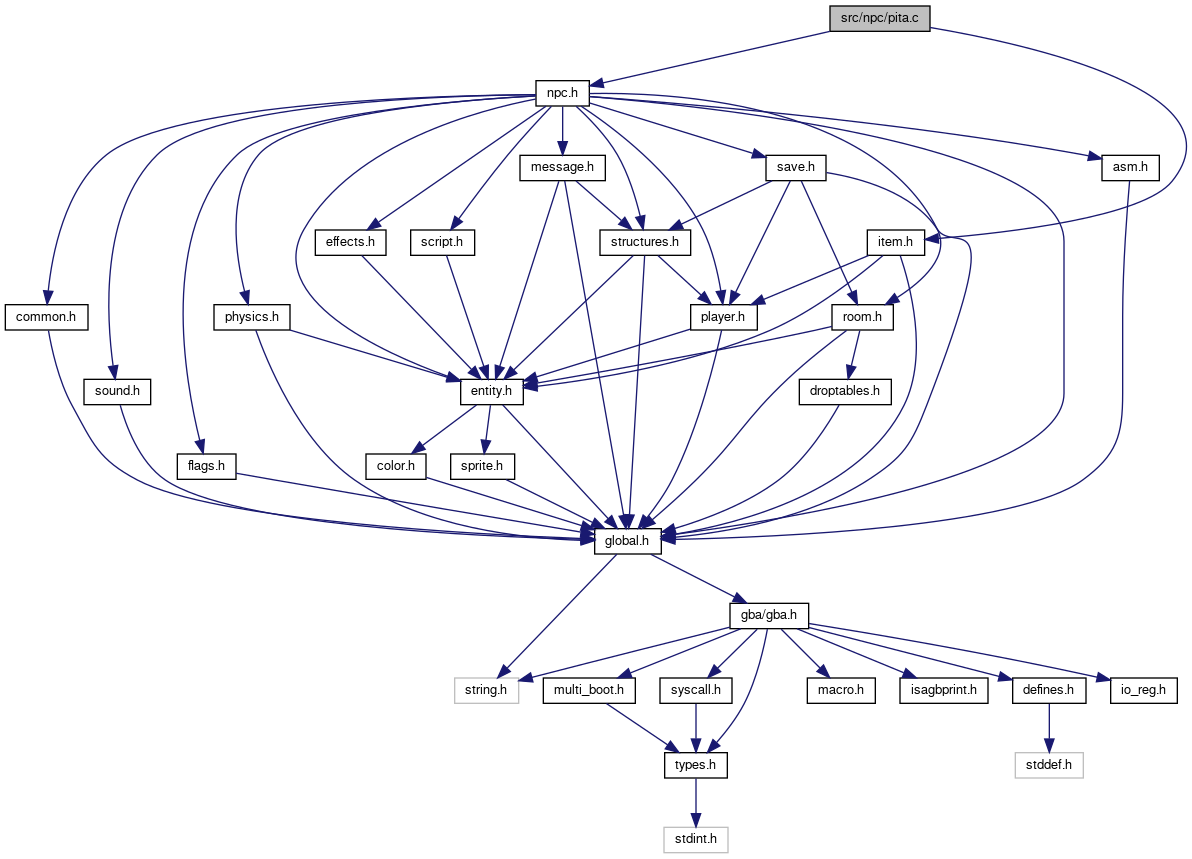 src/npc/pita.c
npc.h
message.h
save.h
asm.h
effects.h
script.h
structures.h
item.h
common.h
physics.h
player.h
room.h
sound.h
entity.h
droptables.h
flags.h
color.h
sprite.h
global.h
gba/gba.h
string.h
multi_boot.h
syscall.h
macro.h
isagbprint.h
defines.h
io_reg.h
types.h
stddef.h
stdint.h